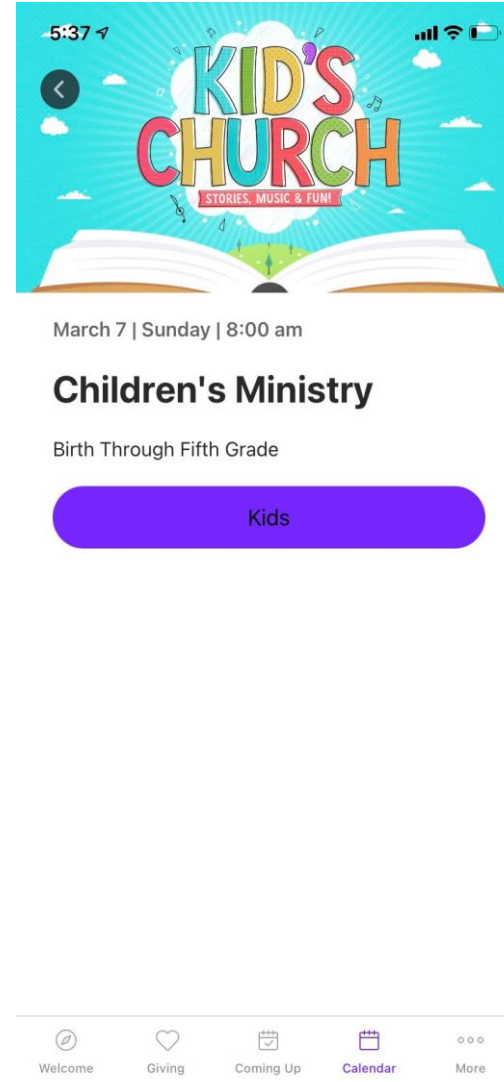 5:37
KID'S
CHURCH
STORIES, MUSIC & FUN!
March 7 | Sunday | 8:00 am
Children's Ministry
Birth Through Fifth Grade
Kids
Welcome Giving Coming Up Calendar More